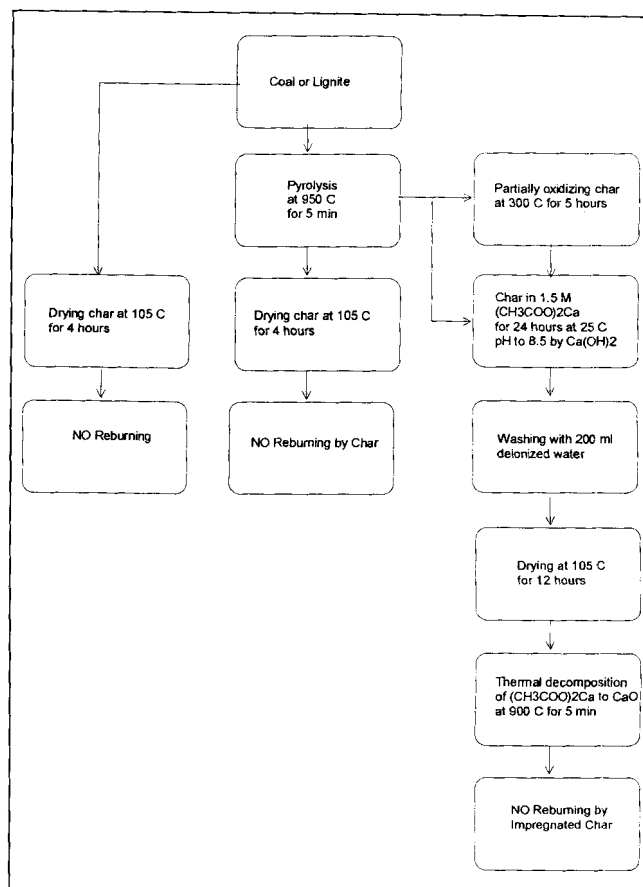 Coal or Lignite
Pyrolysis
at 950 C
for 5 min
Partially oxidizing char
at 300 C for 5 hours
Drying char at 105 C
for 4 hours
Drying char at 105 C
for 4 hours
Char in 1.5 M
(CH3COO)2Ca
for 24 hours at 25 C
pH to 8.5 by Ca(OH)2
NO Reburning
NO Reburning by Char
Washing with 200 ml
deionized water
Drying at 105 C
for 12 hours
Thermal decomposition
of (CH3COO)2Ca to CaO
at 900 C for 5 min
NO Reburning by
Impregnated Char